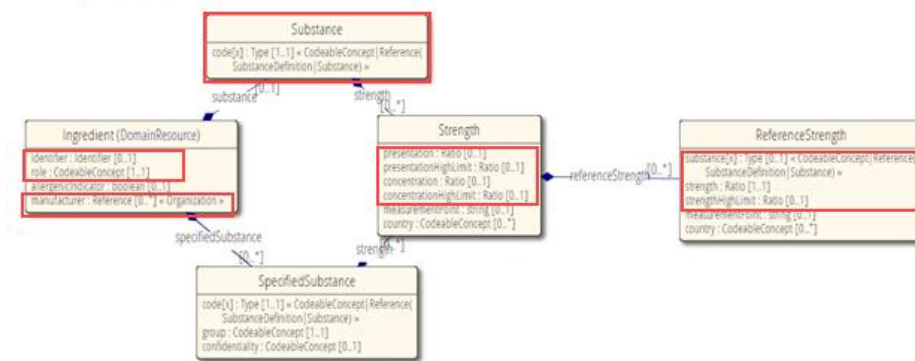 Substance
code[x] : Type [1..1] « CodeableConcept|Reference(
SubstanceDefinition|Substance) »
substance
[0..1]
strength
[0..*]
Ingredient (DomainResource)
identifier : Identifier [0..1]
role : CodeableConcept [1..1]
allergenicIndicator : boolean [0..1]
manufacturer : Reference [0..*] « Organization »
Strength
presentation : Ratio [0..1]
presentationHighLimit : Ratio [0..1]
concentration : Ratio [0..1]
concentrationHighLimit : Ratio [0..1]
measurementPoint : string [0..1]
country : CodeableConcept [0..*]
referenceStrength
[0..*]
ReferenceStrength
substance[x] : Type [0..1] « CodeableConcept|Reference(
SubstanceDefinition|Substance) »
strength : Ratio [1..1]
strengthHighLimit : Ratio [0..1]
measurementPoint : string [0..1]
country : CodeableConcept [0..*]
specifiedSubstance
[0..*]
strength
[0..*]
SpecifiedSubstance
code[x] : Type [1..1] « CodeableConcept|Reference(
SubstanceDefinition|Substance) »
group : CodeableConcept [1..1]
confidentiality : CodeableConcept [0..1]